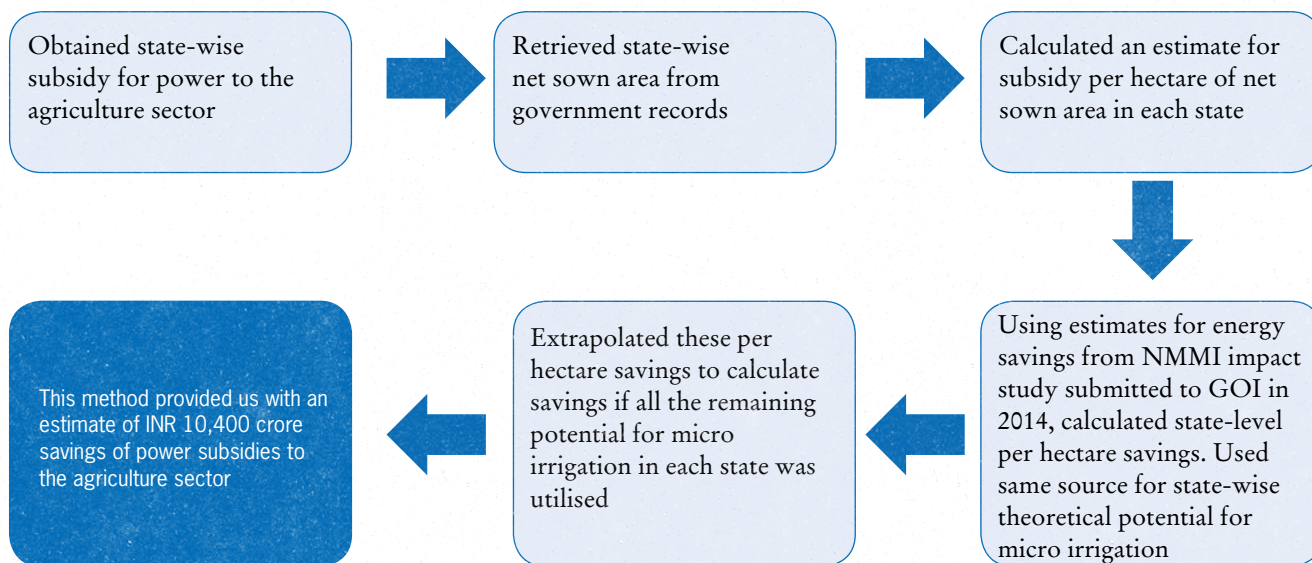 Obtained state-wise
subsidy for power to the
agriculture sector
Retrieved state-wise
net sown area from
government records
Calculated an estimate for
subsidy per hectare of net
sown area in each state
Using estimates for energy
savings from NMMI impact
study submitted to GOI in
2014, calculated state-level
per hectare savings. Used
same source for state-wise
theoretical potential for
micro irrigation
Extrapolated these per
hectare savings to calculate
savings if all the remaining
potential for micro
irrigation in each state was
utilised
This method provided us with an
estimate of INR 10,400 crore
savings of power subsidies to
the agriculture sector